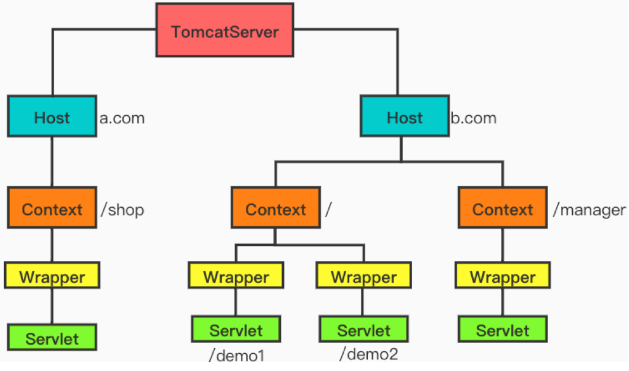 TomcatServer
Host a.com Host b.com
Context /shop Context / Context /manager
Wrapper Wrapper Wrapper Wrapper
Servlet Servlet Servlet Servlet
/demo1 /demo2